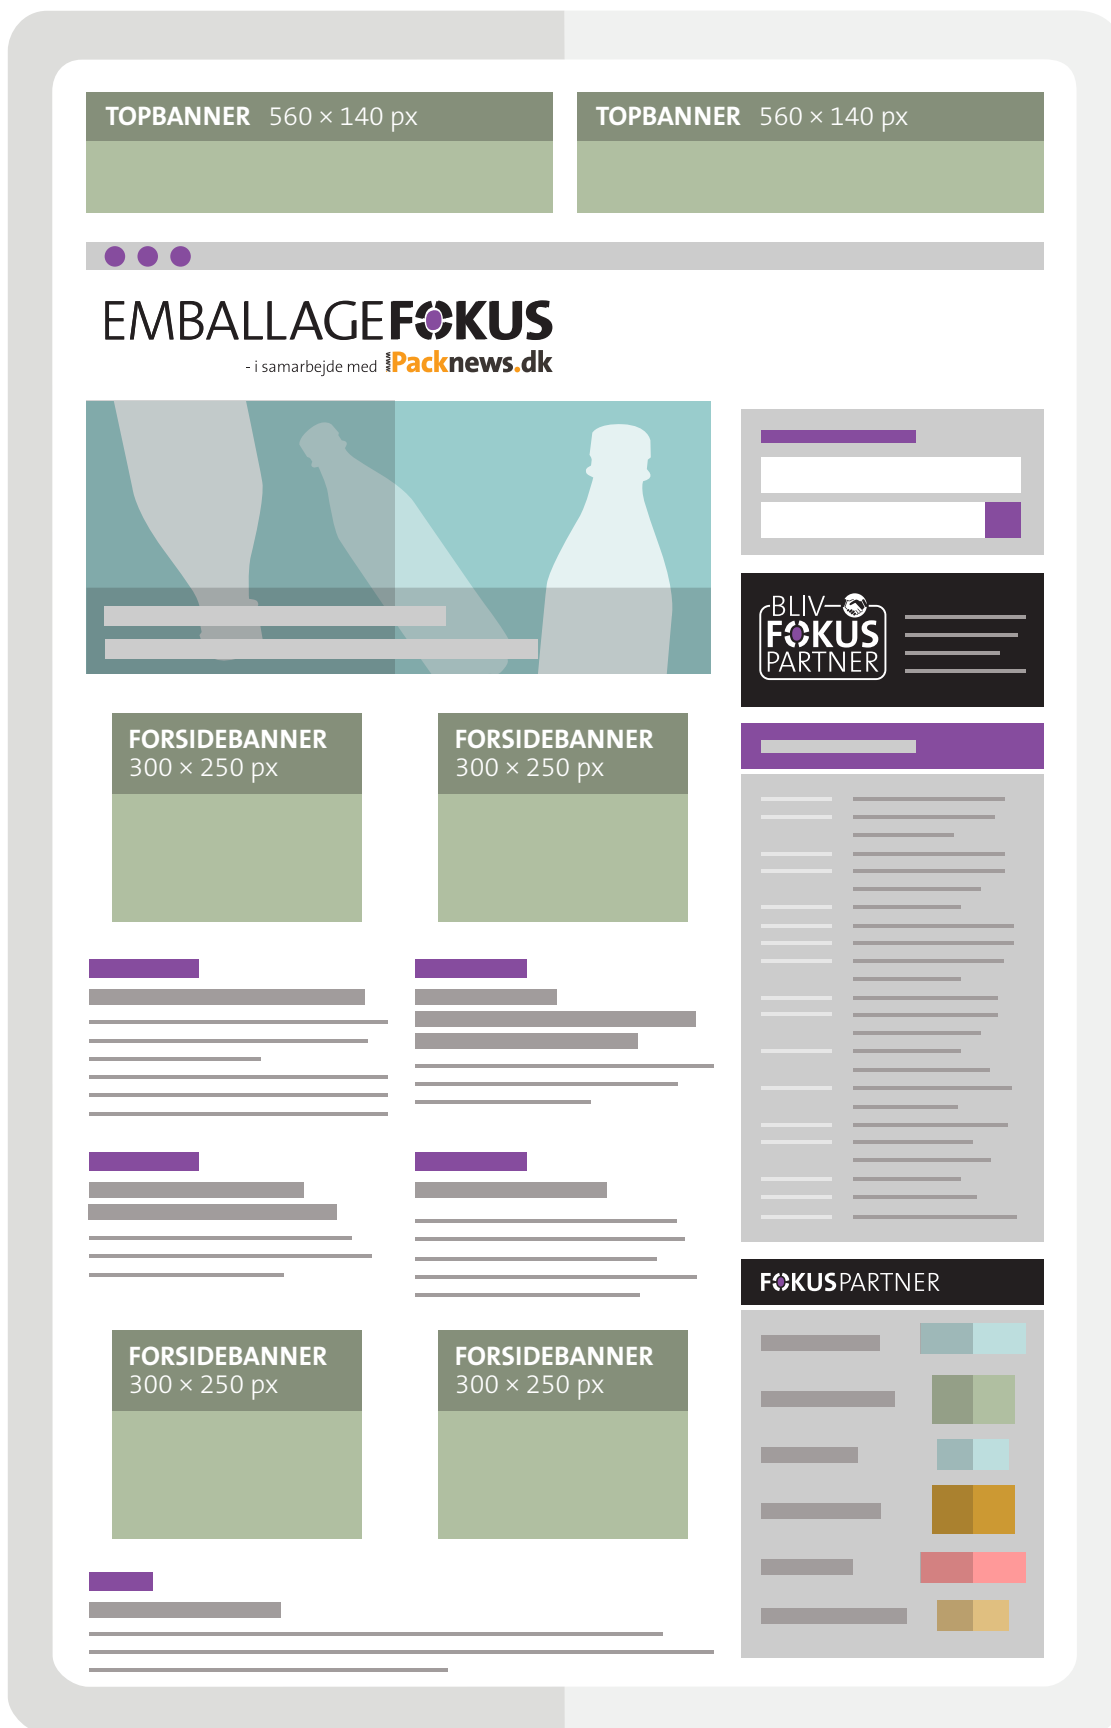 TOPBANNER 560 × 140 px
TOPBANNER 560 × 140 px
EMBALLAGEFOKUS
- i samarbejde med www.Packnews.dk
BLIV
FOKUS
PARTNER
FORSIDEBANNER
300 × 250 px
FORSIDEBANNER
300 × 250 px
FOKUSPARTNER
FORSIDEBANNER
300 × 250 px
FORSIDEBANNER
300 × 250 px